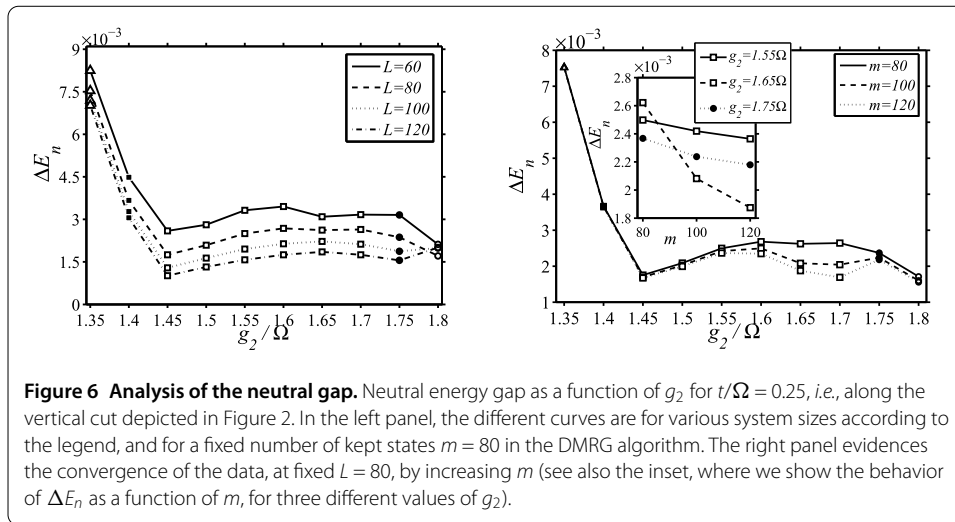 ×10⁻³
9
7.5
6
4.5
3
1.5
0
ΔE_n
L=60
L=80
L=100
L=120
1.35 1.4 1.45 1.5 1.55 1.6 1.65 1.7 1.75 1.8
g₂/Ω
×10⁻³
8
7
6
5
4
3
2
1
ΔE_n
×10⁻³
2.8
2.6
2.4
2.2
2
1.8
ΔE_n
80 100 120
m
g₂=1.55Ω
g₂=1.65Ω
g₂=1.75Ω
m=80
m=100
m=120
1.35 1.4 1.45 1.5 1.55 1.6 1.65 1.7 1.75 1.8
g₂/Ω
Figure 6 Analysis of the neutral gap. Neutral energy gap as a function of g₂ for t/Ω = 0.25, i.e., along the
vertical cut depicted in Figure 2. In the left panel, the different curves are for various system sizes according to
the legend, and for a fixed number of kept states m = 80 in the DMRG algorithm. The right panel evidences
the convergence of the data, at fixed L = 80, by increasing m (see also the inset, where we show the behavior
of ΔE_n as a function of m, for three different values of g₂).